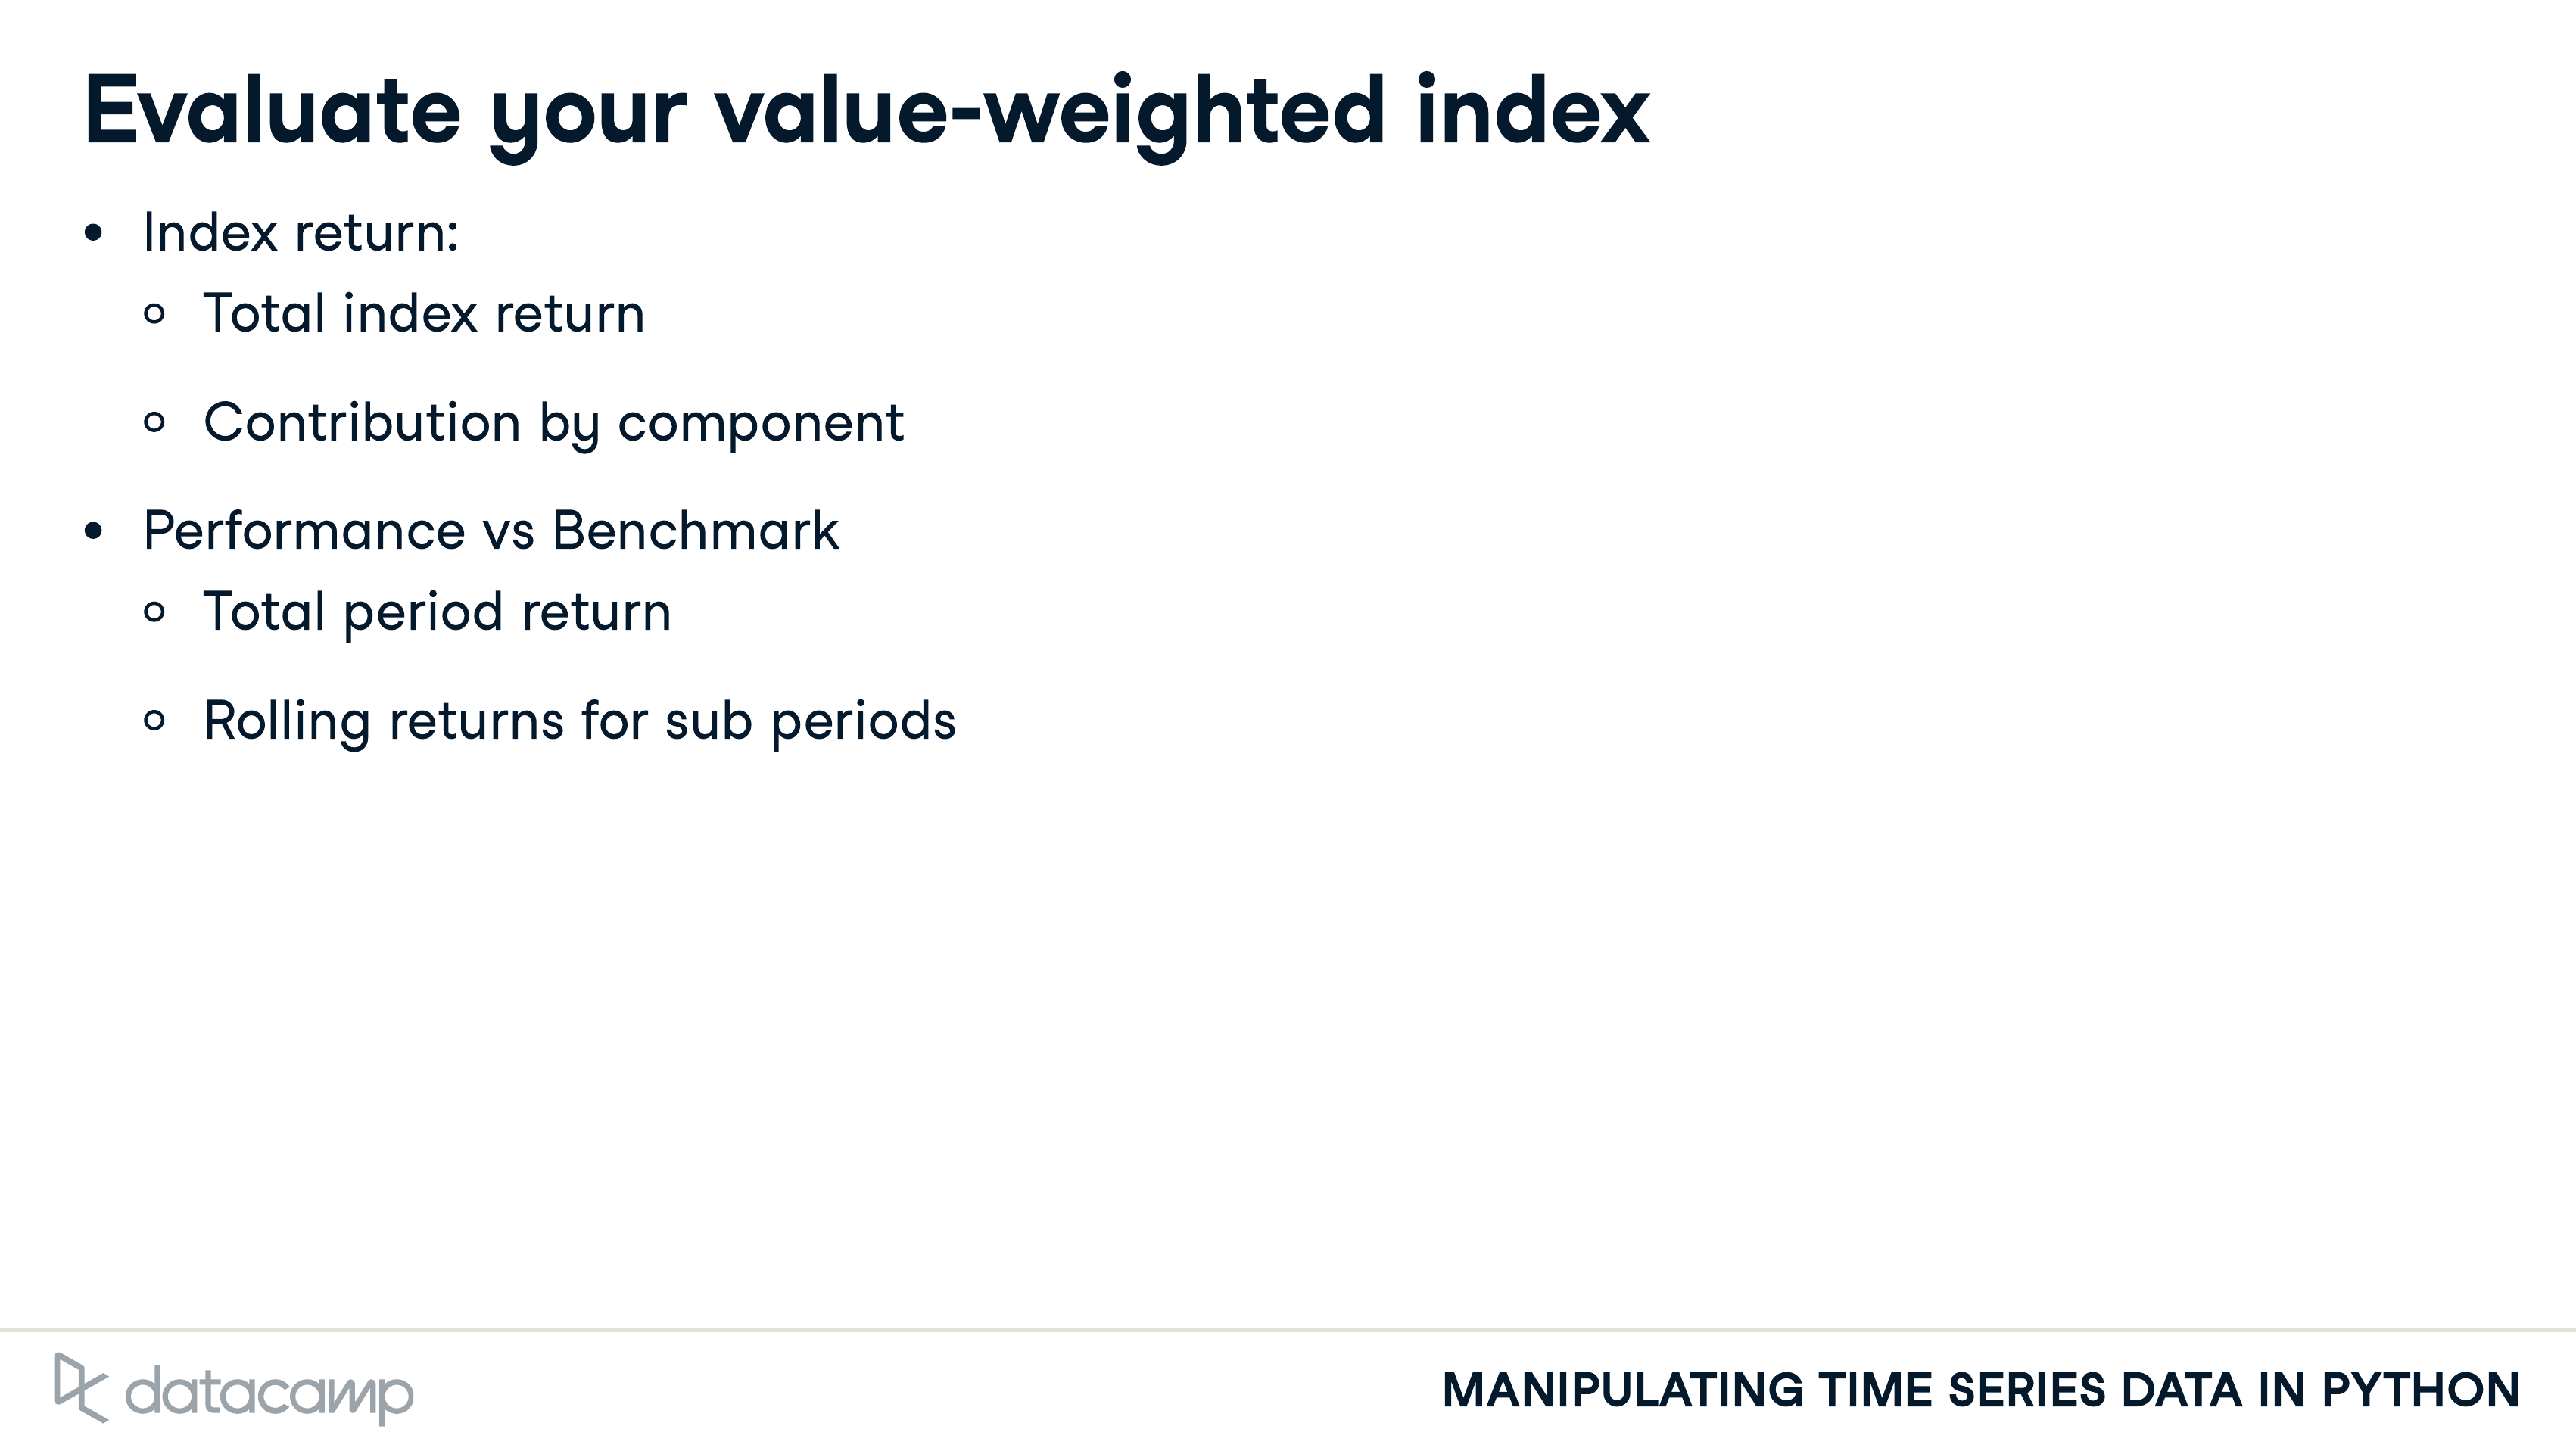 Evaluate your value-weighted index
• Index return:
○ Total index return
○ Contribution by component
• Performance vs Benchmark
○ Total period return
○ Rolling returns for sub periods
datacamp
MANIPULATING TIME SERIES DATA IN PYTHON